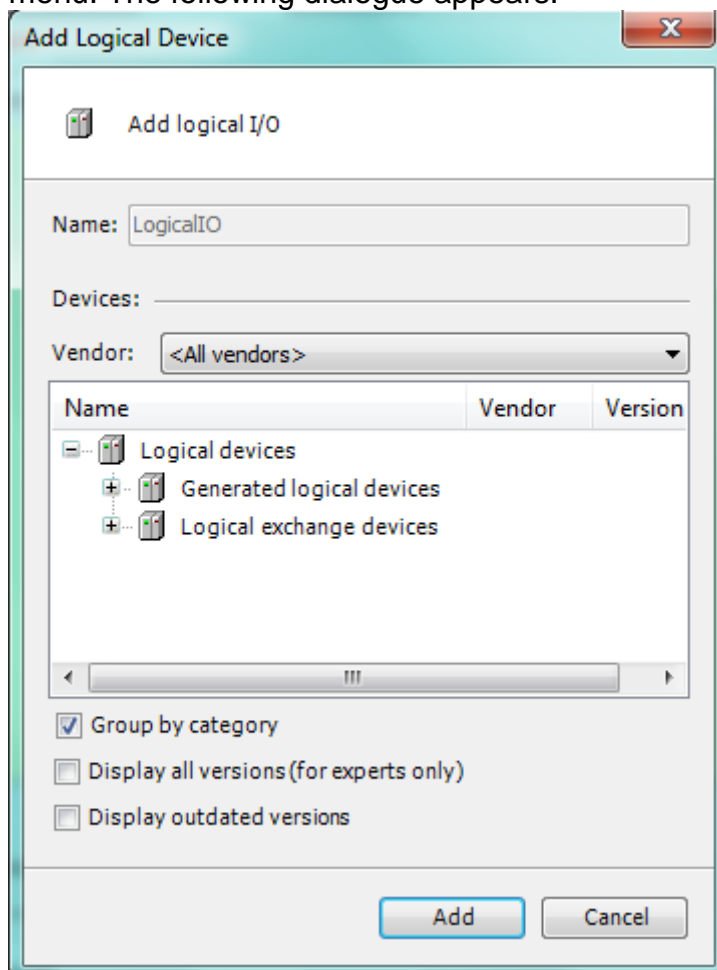 menu. The following dialogue appears.
Add Logical Device
Add logical I/O
Name: LogicalIO
Devices:
Vendor: <All vendors>
Name Vendor Version
Logical devices
Generated logical devices
Logical exchange devices
Group by category
Display all versions (for experts only)
Display outdated versions
Add Cancel